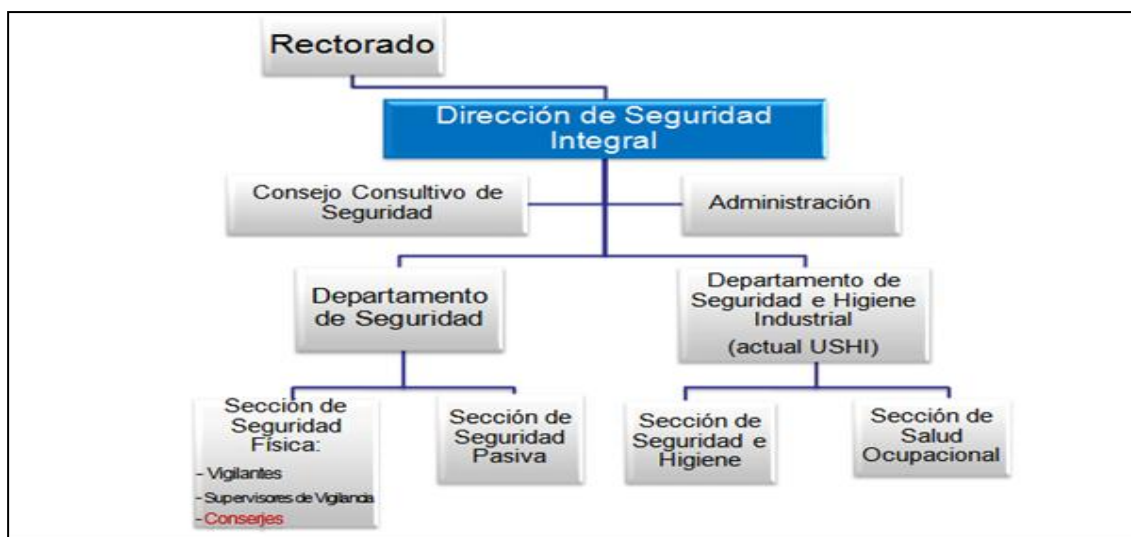 Rectorado
Dirección de Seguridad
Integral
Consejo Consultivo de
Seguridad
Administración
Departamento
de Seguridad
Departamento de
Seguridad e Higiene
Industrial
(actual USHI)
Sección de
Seguridad
Física:
- Vigilantes
- Supervisores de Vigilancia
- Conserjes
Sección de
Seguridad
Pasiva
Sección de
Seguridad e
Higiene
Sección de
Salud
Ocupacional